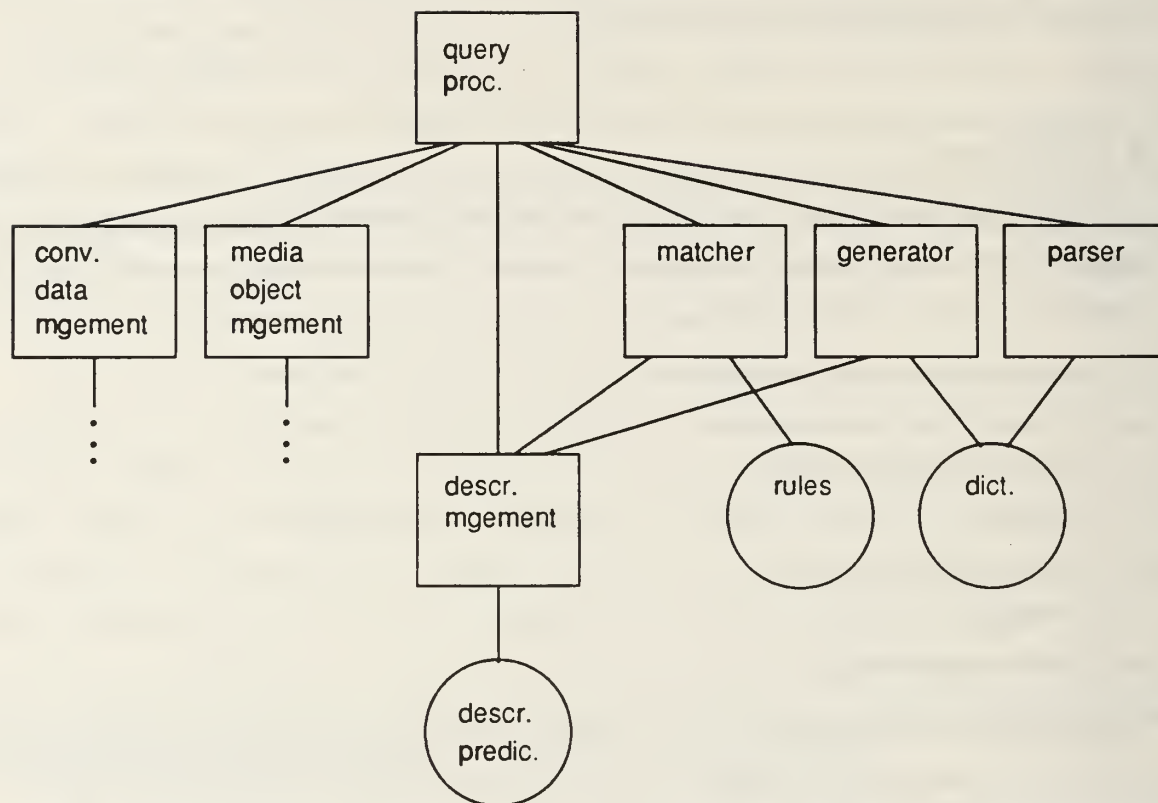 query
proc.
conv.
data
mgement
media
object
mgement
matcher
generator
parser
descr.
mgement
rules
dict.
descr.
predic.